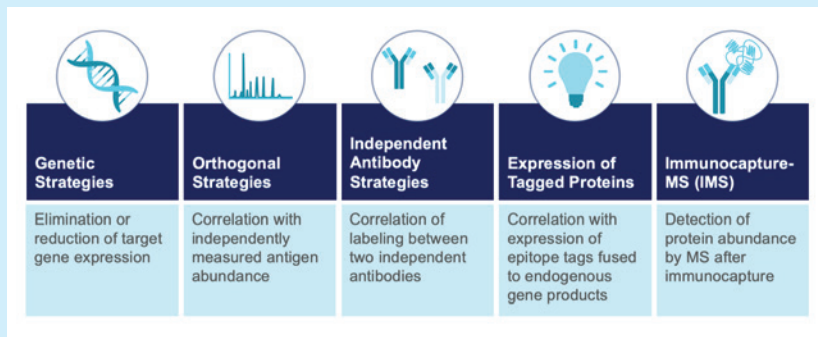 Genetic
Strategies
Orthogonal
Strategies
Independent
Antibody
Strategies
Expression of
Tagged Proteins
Immunocapture-
MS (IMS)
Elimination or
reduction of target
gene expression
Correlation with
independently
measured antigen
abundance
Correlation of
labeling between
two independent
antibodies
Correlation with
expression of
epitope tags fused
to endogenous
gene products
Detection of
protein abundance
by MS after
immunocapture